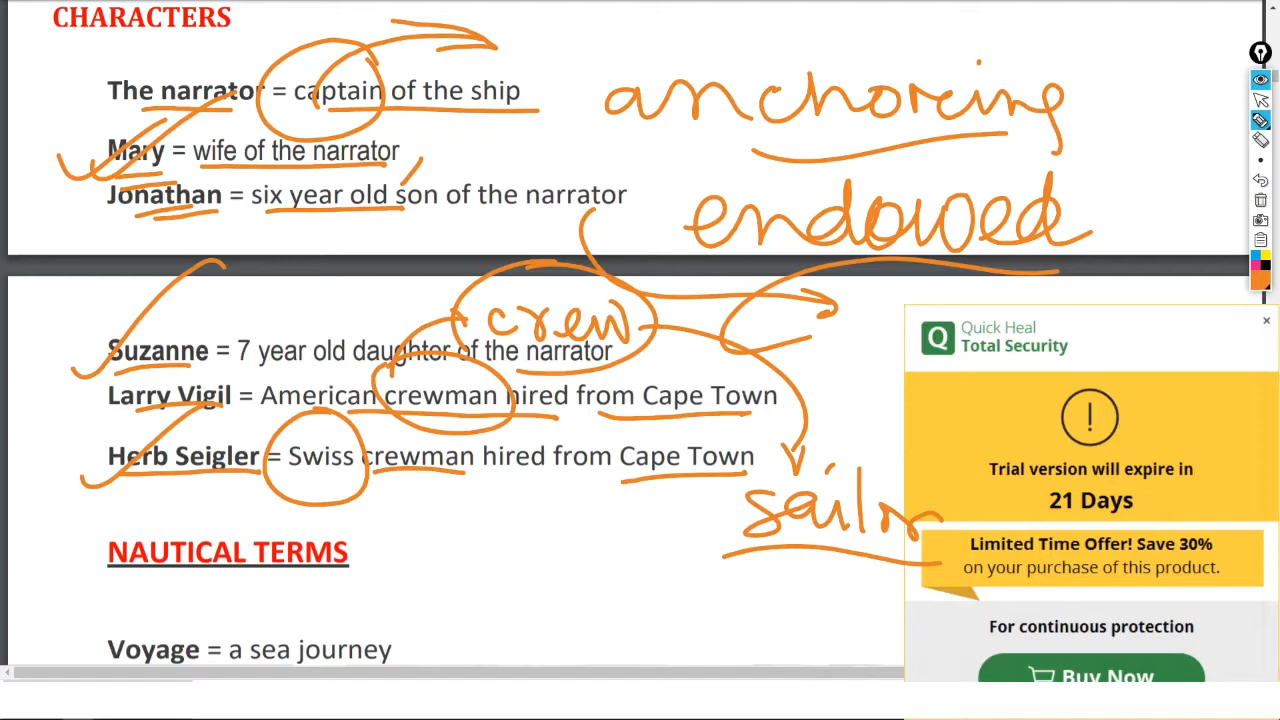 CHARACTERS
The narrator = captain of the ship
anchoring
Mary = wife of the narrator
Jonathan = six year old son of the narrator
endowed
crew
Suzanne = 7 year old daughter of the narrator
Larry Vigil = American crewman hired from Cape Town
Herb Seigler = Swiss crewman hired from Cape Town
sailor
NAUTICAL TERMS
Voyage = a sea journey
Q
Quick Heal
Total Security
×
!
Trial version will expire in
21 Days
Limited Time Offer! Save 30%
on your purchase of this product.
For continuous protection
Buy Now